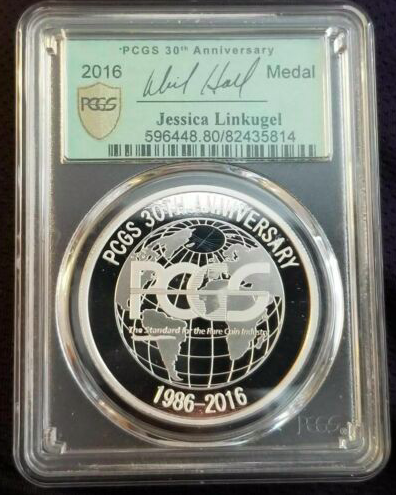 PCGS 30th Anniversary
2016 Medal
PCGS
Jessica Linkugel
596448.80/82435814
PCGS 30TH ANNIVERSARY
PCGS
The Standard for the Rare Coin Industry
1986-2016
PCGS